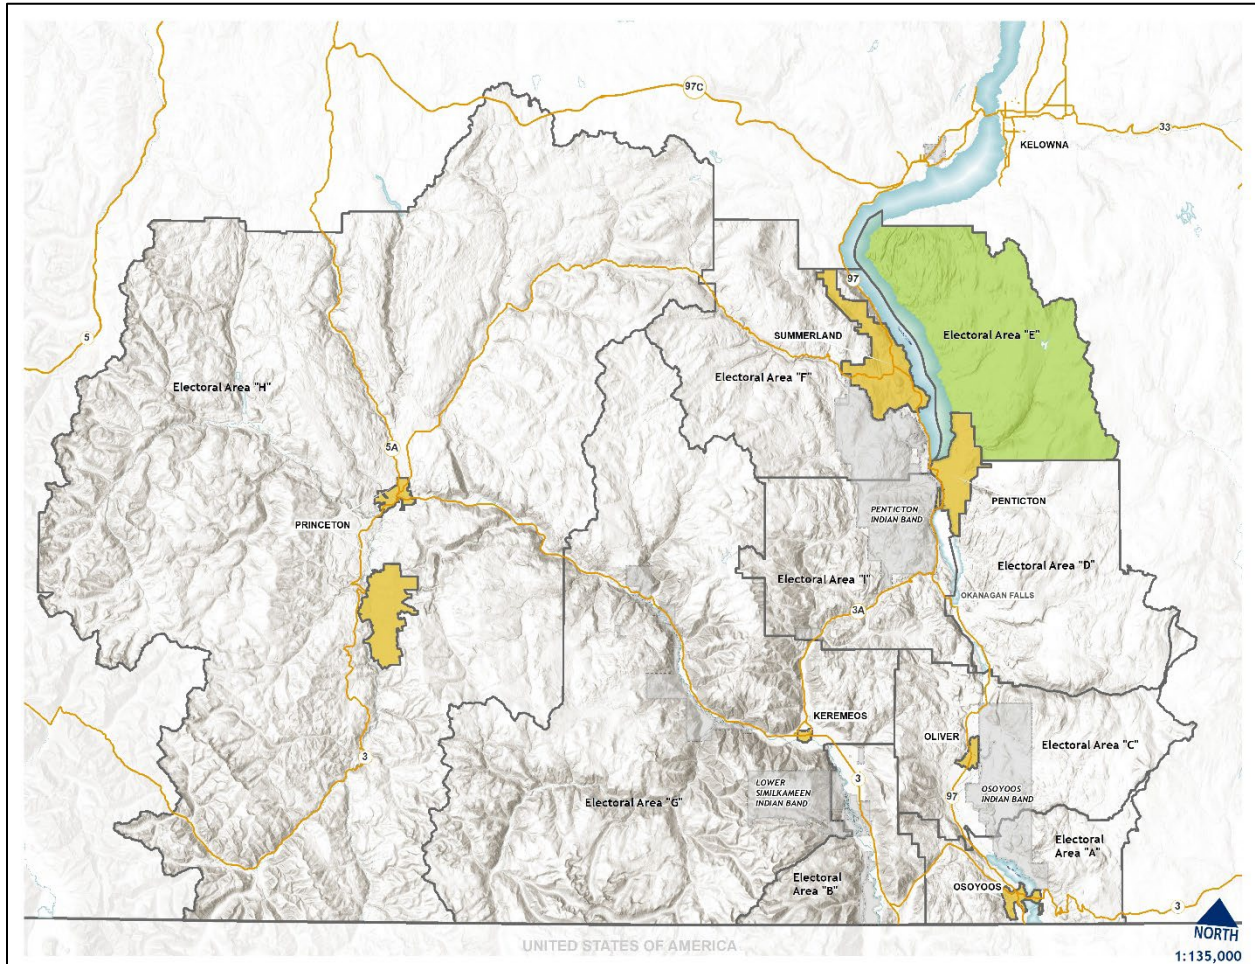 97C
33
KELOWNA
97
5
SUMMERLAND
Electoral Area "E"
Electoral Area "H"
Electoral Area "F"
5A
PRINCETON
PENTICTON
INDIAN BAND
PENTICTON
Electoral Area "I"
Electoral Area "D"
OKANAGAN FALLS
3A
KEREMEOS
OLIVER
Electoral Area "C"
3
3
LOWER
SIMILKAMEEN
INDIAN BAND
Electoral Area "G"
97
OSOYOOS
INDIAN BAND
Electoral
Area "A"
Electoral
Area "B"
OSOYOOS
3
NORTH
UNITED STATES OF AMERICA
1:135,000